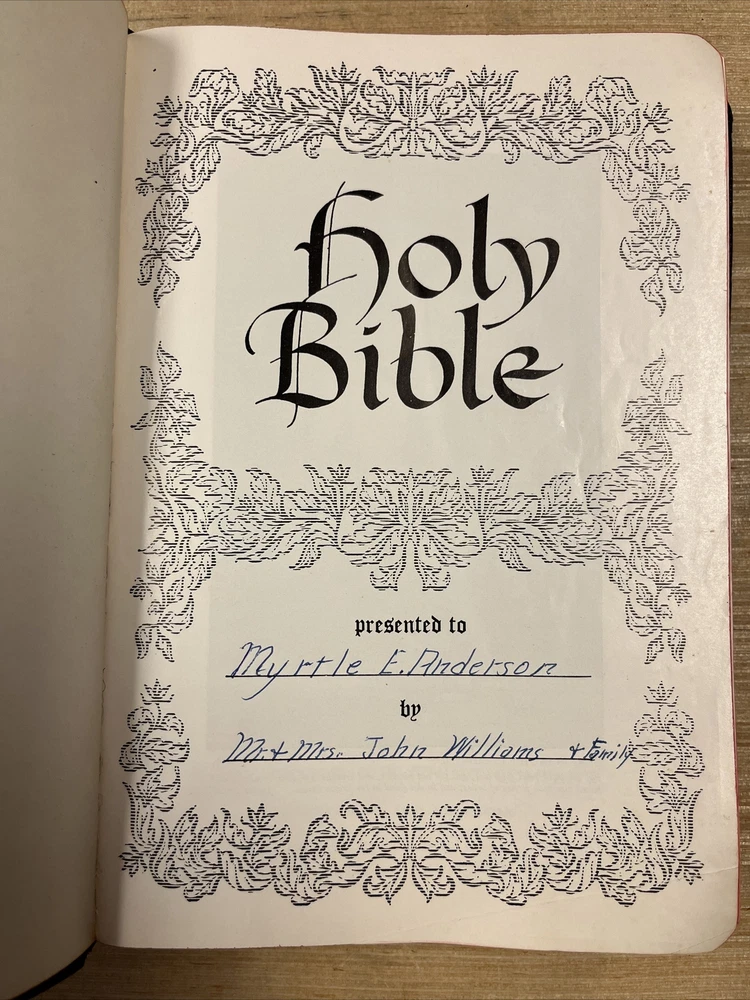 Holy
Bible
presented to
Myrtle E. Anderson
by
Mr. & Mrs. John Williams & Family